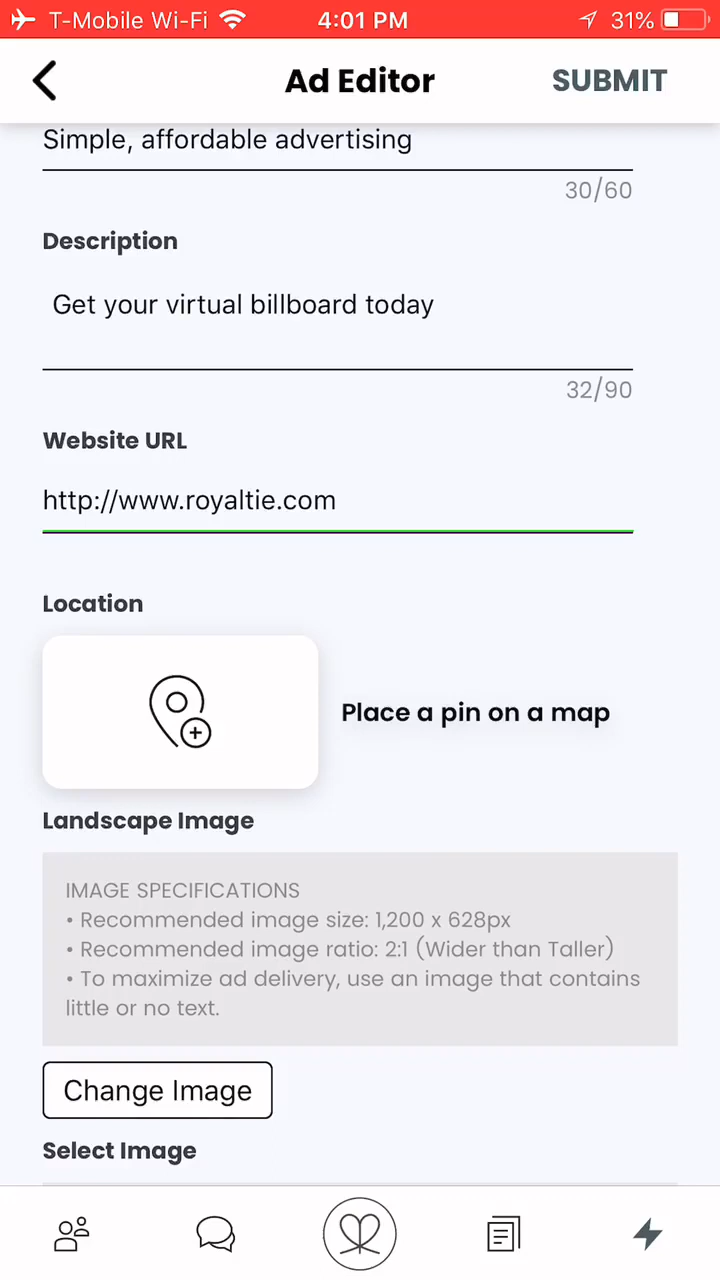 T-Mobile Wi-Fi 4:01 PM 31%
Ad Editor SUBMIT
Simple, affordable advertising
30/60
Description
Get your virtual billboard today
32/90
Website URL
http://www.royaltie.com
Location
Place a pin on a map
Landscape Image
IMAGE SPECIFICATIONS
• Recommended image size: 1,200 x 628px
• Recommended image ratio: 2:1 (Wider than Taller)
• To maximize ad delivery, use an image that contains
little or no text.
Change Image
Select Image